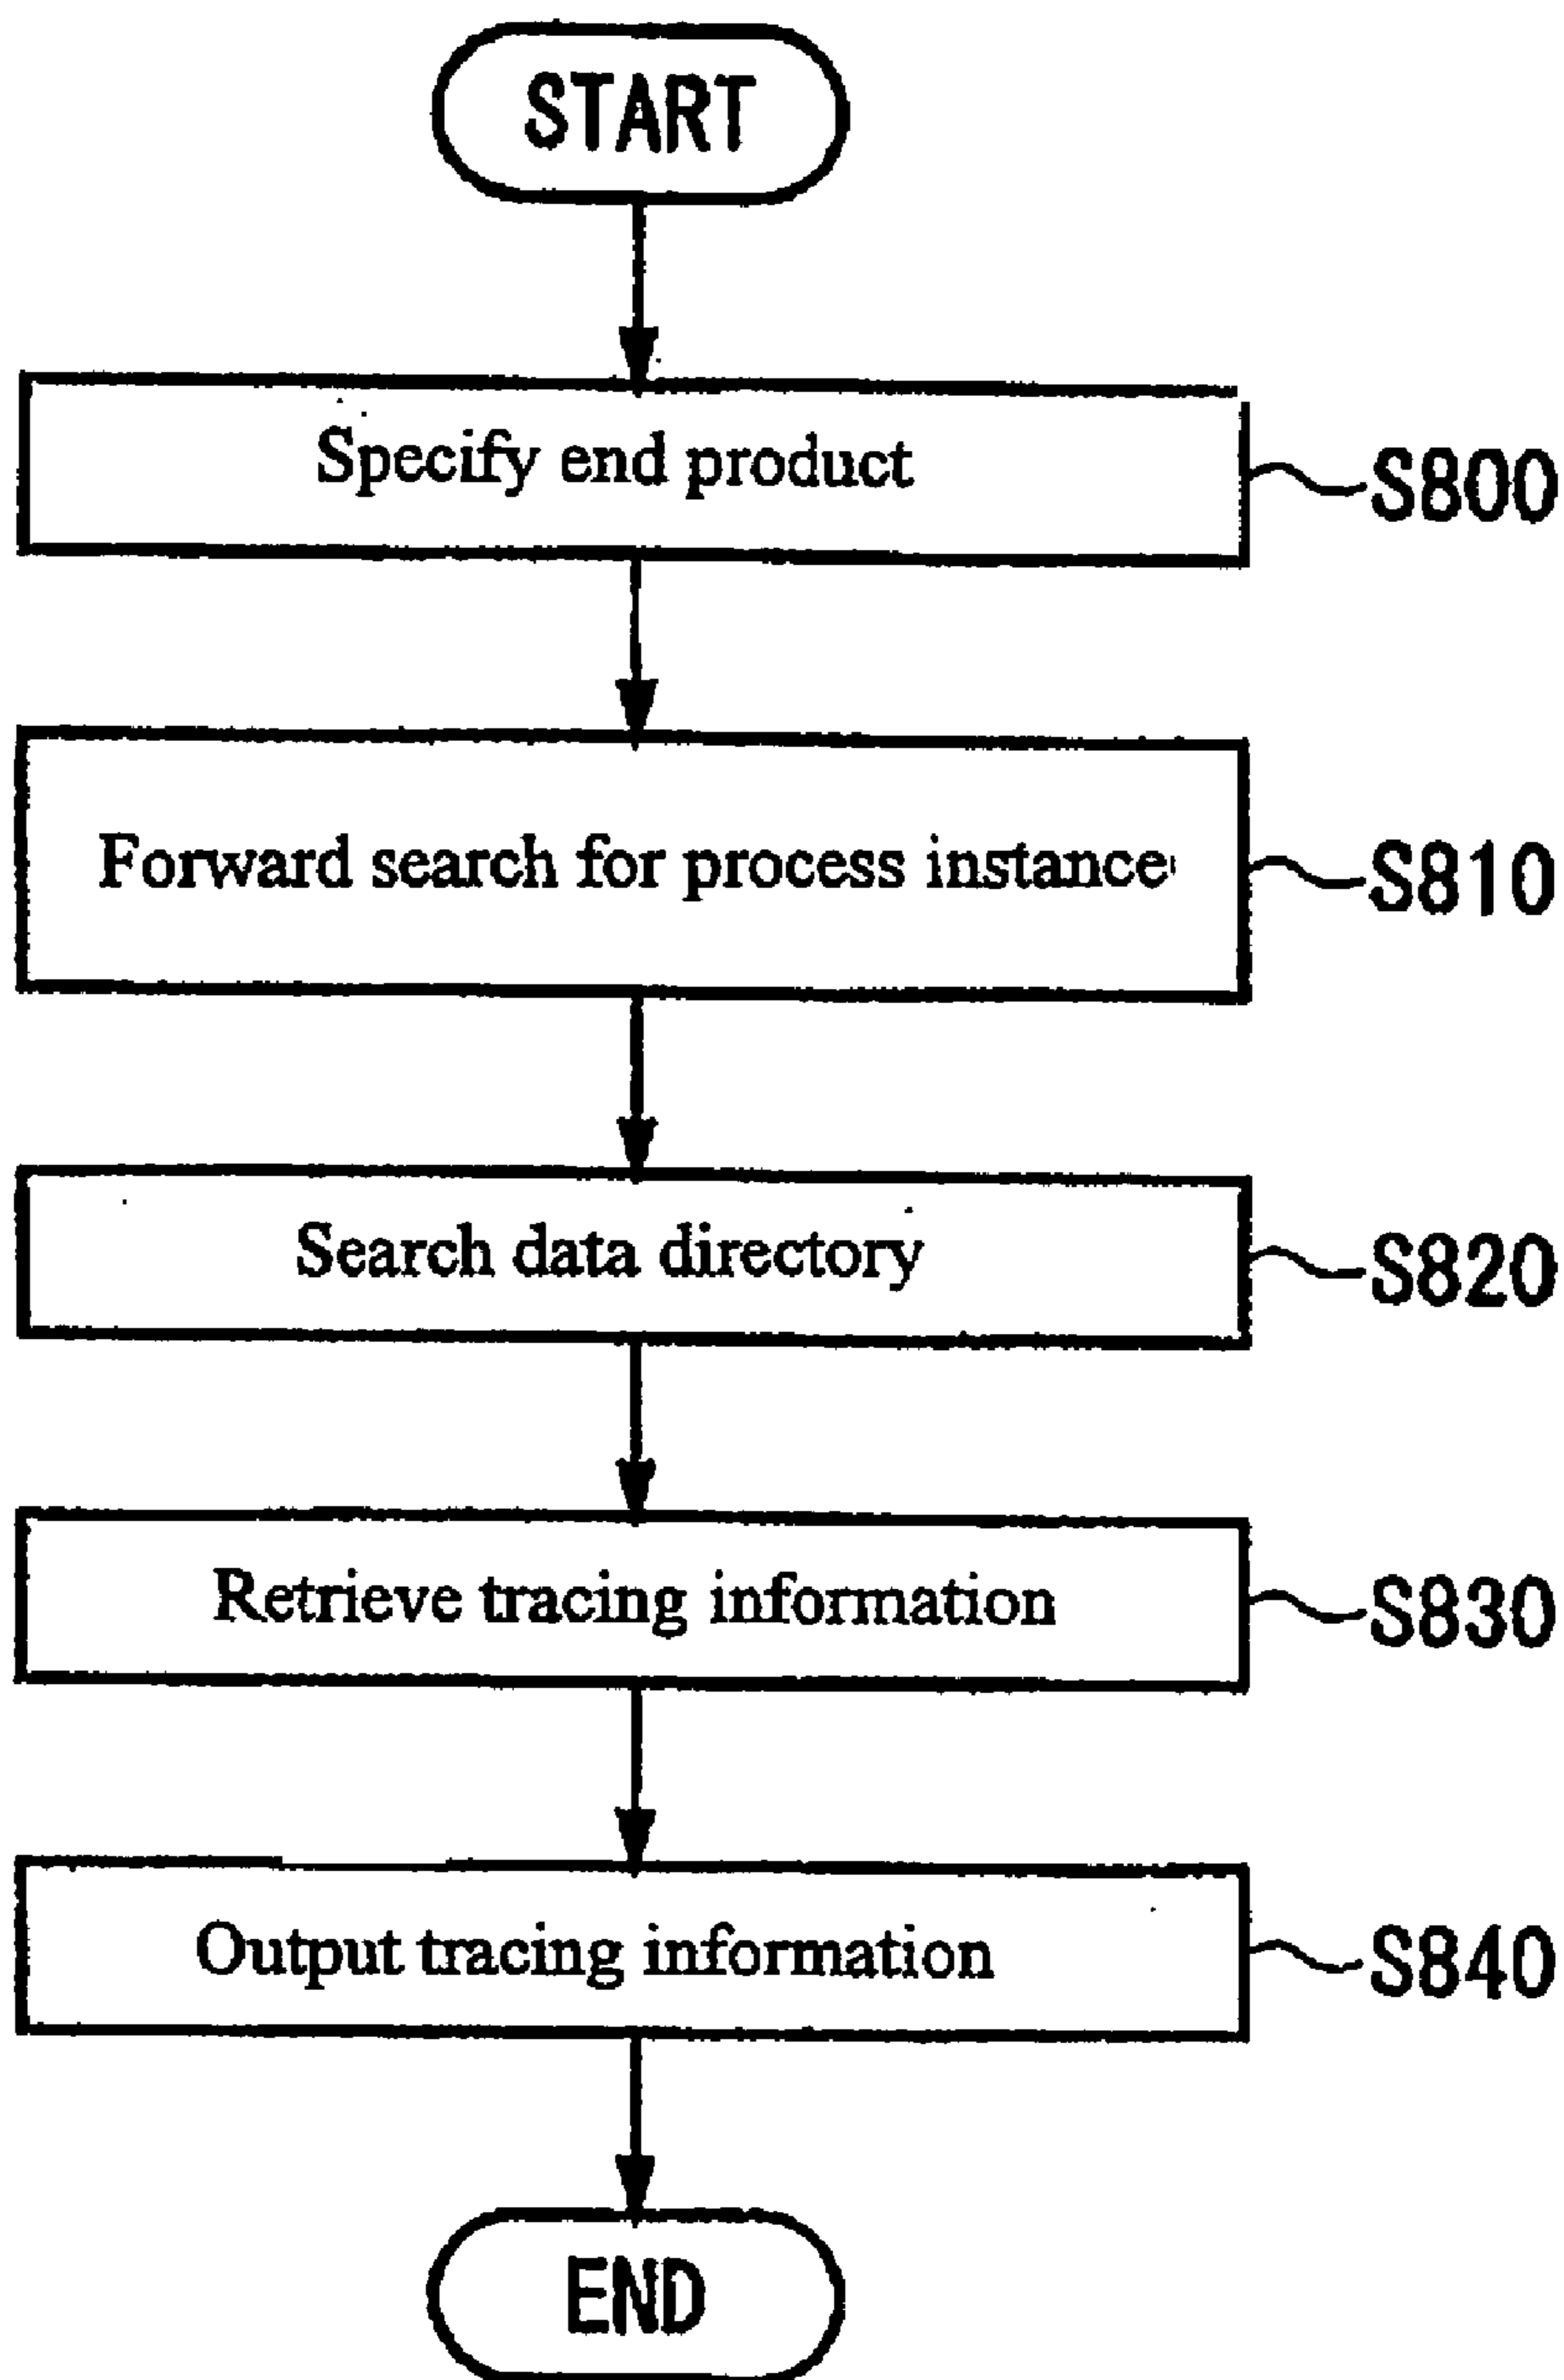 START
Specify end product
S800
Forward search for process instance
S810
Search data directory
S820
Retrieve tracing information
S830
Output tracing information
S840
END